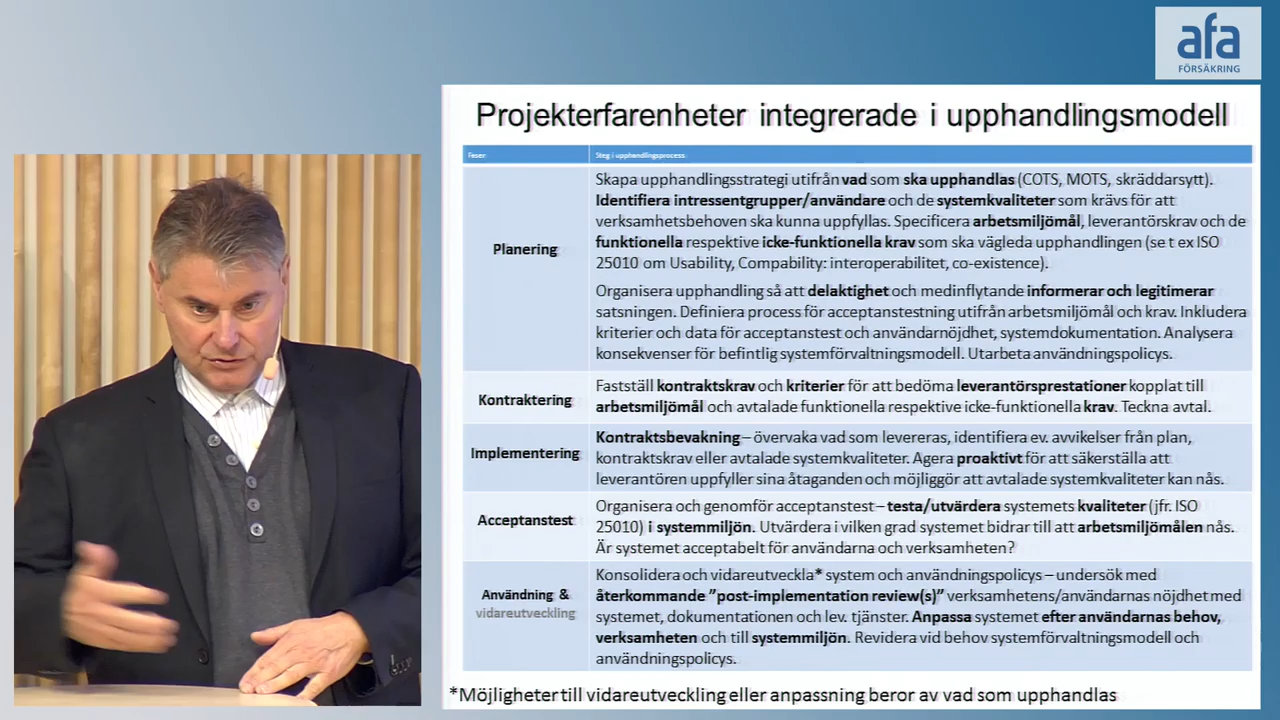 afa
FÖRSÄKRING
Projekterfarenheter integrerade i upphandlingsmodell
Faser
Steg i upphandlingsprocess
Planering
Skapa upphandlingsstrategi utifrån vad som ska upphandlas (COTS, MOTS, skräddarsytt).
Identifiera intressentgrupper/användare och de systemkvaliteter som krävs för att
verksamhetsbehoven ska kunna uppfyllas. Specificera arbetsmiljömål, leverantörskrav och de
funktionella respektive icke-funktionella krav som ska vägleda upphandlingen (se t ex ISO
25010 om Usability, Compability: interoperabilitet, co-existence).
Organisera upphandling så att delaktighet och medinflytande informerar och legitimerar
satsningen. Definiera process för acceptanstestning utifrån arbetsmiljömål och krav. Inkludera
kriterier och data för acceptanstest och användarnöjdhet, systemdokumentation. Analysera
konsekvenser för befintlig systemförvaltningsmodell. Utarbeta användningspolicys.
Kontraktering
Fastställ kontraktskrav och kriterier för att bedöma leverantörsprestationer kopplat till
arbetsmiljömål och avtalade funktionella respektive icke-funktionella krav. Teckna avtal.
Implementering
Kontraktsbevakning – övervaka vad som levereras, identifiera ev. avvikelser från plan,
kontraktskrav eller avtalade systemkvaliteter. Agera proaktivt för att säkerställa att
leverantören uppfyller sina åtaganden och möjliggör att avtalade systemkvaliteter kan nås.
Acceptanstest
Organisera och genomför acceptanstest – testa/utvärdera systemets kvaliteter (jfr. ISO
25010) i systemmiljön. Utvärdera i vilken grad systemet bidrar till att arbetsmiljömålen nås.
Är systemet acceptabelt för användarna och verksamheten?
Användning &
vidareutveckling
Konsolidera och vidareutveckla* system och användningspolicys – undersök med
återkommande ”post-implementation review(s)” verksamhetens/användarnas nöjdhet med
systemet, dokumentationen och lev. tjänster. Anpassa systemet efter användarnas behov,
verksamheten och till systemmiljön. Revidera vid behov systemförvaltningsmodell och
användningspolicys.
*Möjligheter till vidareutveckling eller anpassning beror av vad som upphandlas